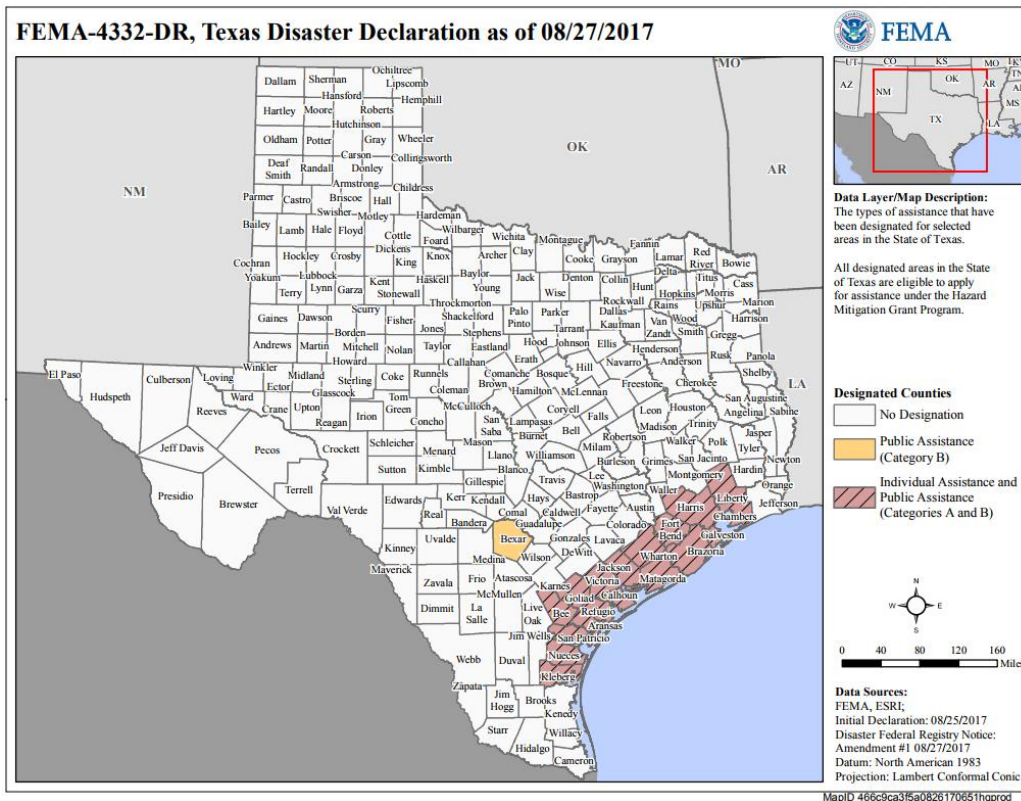 FEMA-4332-DR, Texas Disaster Declaration as of 08/27/2017
FEMA
UT
CO
KS
MO
KY
AZ
NM
OK
AR
TN
MS
TX
LA
MO
OK
AR
NM
LA
Dallam
Sherman
Ochiltree
Lipscomb
Hansford
Hartley
Moore
Roberts
Hemphill
Hutchinson
Oldham
Potter
Gray
Wheeler
Carson
Deaf
Smith
Randall
Donley
Collingsworth
Armstrong
Parmer
Castro
Briscoe
Hall
Childress
Swisher
Motley
Hardeman
Bailey
Lamb
Hale
Floyd
Cottle
Wilbarger
Foard
Wichita
Clay
Montague
Cooke
Grayson
Fannin
Lamar
Red
River
Bowie
Cochran
Hockley
Crosby
Dickens
King
Knox
Archer
Delta
Titus
Cass
Yoakum
Lubbock
Terry
Lynn
Garza
Kent
Stonewall
Haskell
Baylor
Young
Jack
Wise
Denton
Collin
Hunt
Hopkins
Morris
Throckmorton
Rockwall
Rains
Upshur
Marion
Gaines
Dawson
Scurry
Fisher
Jones
Shackelford
Stephens
Palo
Pinto
Parker
Tarrant
Dallas
Kaufman
Van
Zandt
Wood
Smith
Gregg
Harrison
Borden
Andrews
Martin
Howard
Mitchell
Nolan
Taylor
Callahan
Eastland
Hood
Johnson
Ellis
Henderson
Rusk
Panola
Erath
Navarro
Anderson
Shelby
El Paso
Hudspeth
Culberson
Loving
Winkler
Ector
Midland
Glasscock
Sterling
Coke
Runnels
Coleman
Brown
Comanche
Bosque
Hill
Freestone
Cherokee
Hamilton
McLennan
San Augustine
Ward
Crane
Upton
Reagan
Irion
Tom
Green
Concho
McCulloch
San
Saba
Lampasas
Coryell
Falls
Leon
Houston
Angelina
Sabine
Reeves
Madison
Trinity
Jeff Davis
Pecos
Crockett
Schleicher
Menard
Mason
Llano
Burnet
Bell
Milam
Robertson
Walker
Polk
Jasper
Tyler
Newton
Sutton
Kimble
Blanco
Williamson
Burleson
Grimes
San Jacinto
Hardin
Presidio
Brewster
Terrell
Val Verde
Edwards
Gillespie
Kerr
Kendall
Travis
Hays
Lee
Bastrop
Washington
Waller
Montgomery
Liberty
Orange
Real
Bandera
Comal
Guadalupe
Caldwell
Fayette
Austin
Harris
Chambers
Jefferson
Kinney
Uvalde
Medina
Bexar
Gonzales
Lavaca
Colorado
Fort
Bend
Galveston
Wilson
DeWitt
Wharton
Brazoria
Maverick
Zavala
Frio
Atascosa
Karnes
Victoria
Jackson
Matagorda
McMullen
Goliad
Calhoun
Dimmit
La
Salle
Live
Oak
Bee
Refugio
Aransas
Jim Wells
San Patricio
Webb
Duval
Nueces
Kleberg
Zapata
Jim
Hogg
Brooks
Kenedy
Starr
Willacy
Hidalgo
Cameron
Data Layer/Map Description:
The types of assistance that have
been designated for selected
areas in the State of Texas.
All designated areas in the State
of Texas are eligible to apply
for assistance under the Hazard
Mitigation Grant Program.
Designated Counties
No Designation
Public Assistance
(Category B)
Individual Assistance and
Public Assistance
(Categories A and B)
N
W
E
S
0 40 80 120 160
Miles
Data Sources:
FEMA, ESRI;
Initial Declaration: 08/25/2017
Disaster Federal Registry Notice:
Amendment #1 08/27/2017
Datum: North American 1983
Projection: Lambert Conformal Conic
MapID 466c9ca3f5a0826170651hqprod